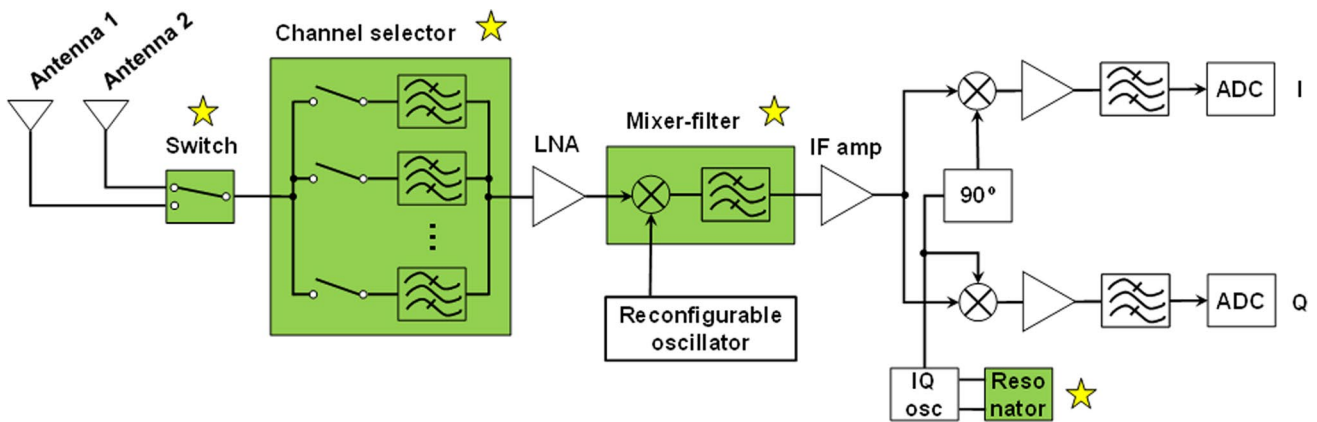 Antenna 1
Antenna 2
Switch
Channel selector
LNA
Mixer-filter
Reconfigurable
oscillator
IF amp
90º
ADC
I
ADC
Q
IQ
osc
Reso
nator